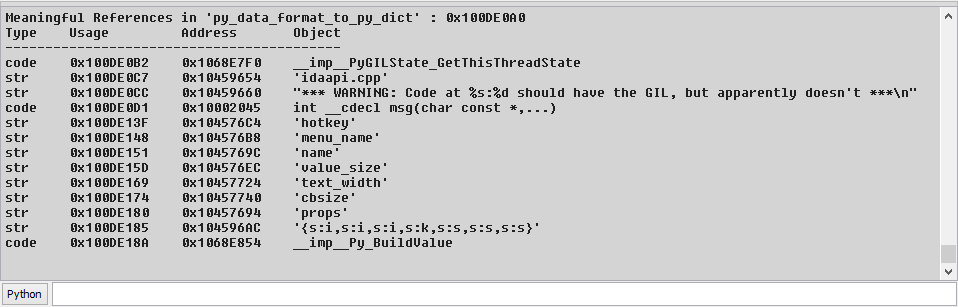 Meaningful References in 'py_data_format_to_py_dict' : 0x100DE0A0
Type Usage Address Object
-----------------------------------------
code 0x100DE0B2 0x1068E7F0 __imp__PyGILState_GetThisThreadState
str 0x100DE0C7 0x10459654 'idaapi.cpp'
str 0x100DE0CC 0x10459660 "*** WARNING: Code at %s:%d should have the GIL, but apparently doesn't ***\n"
code 0x100DE0D1 0x10002045 int __cdecl msg(char const *,...)
str 0x100DE13F 0x104576C4 'hotkey'
str 0x100DE148 0x104576B8 'menu_name'
str 0x100DE151 0x1045769C 'name'
str 0x100DE15D 0x104576EC 'value_size'
str 0x100DE169 0x10457724 'text_width'
str 0x100DE174 0x10457740 'cbsize'
str 0x100DE180 0x10457694 'props'
str 0x100DE185 0x104596AC '{s:i,s:i,s:i,s:k,s:s,s:s,s:s}'
code 0x100DE18A 0x1068E854 __imp__Py_BuildValue
Python